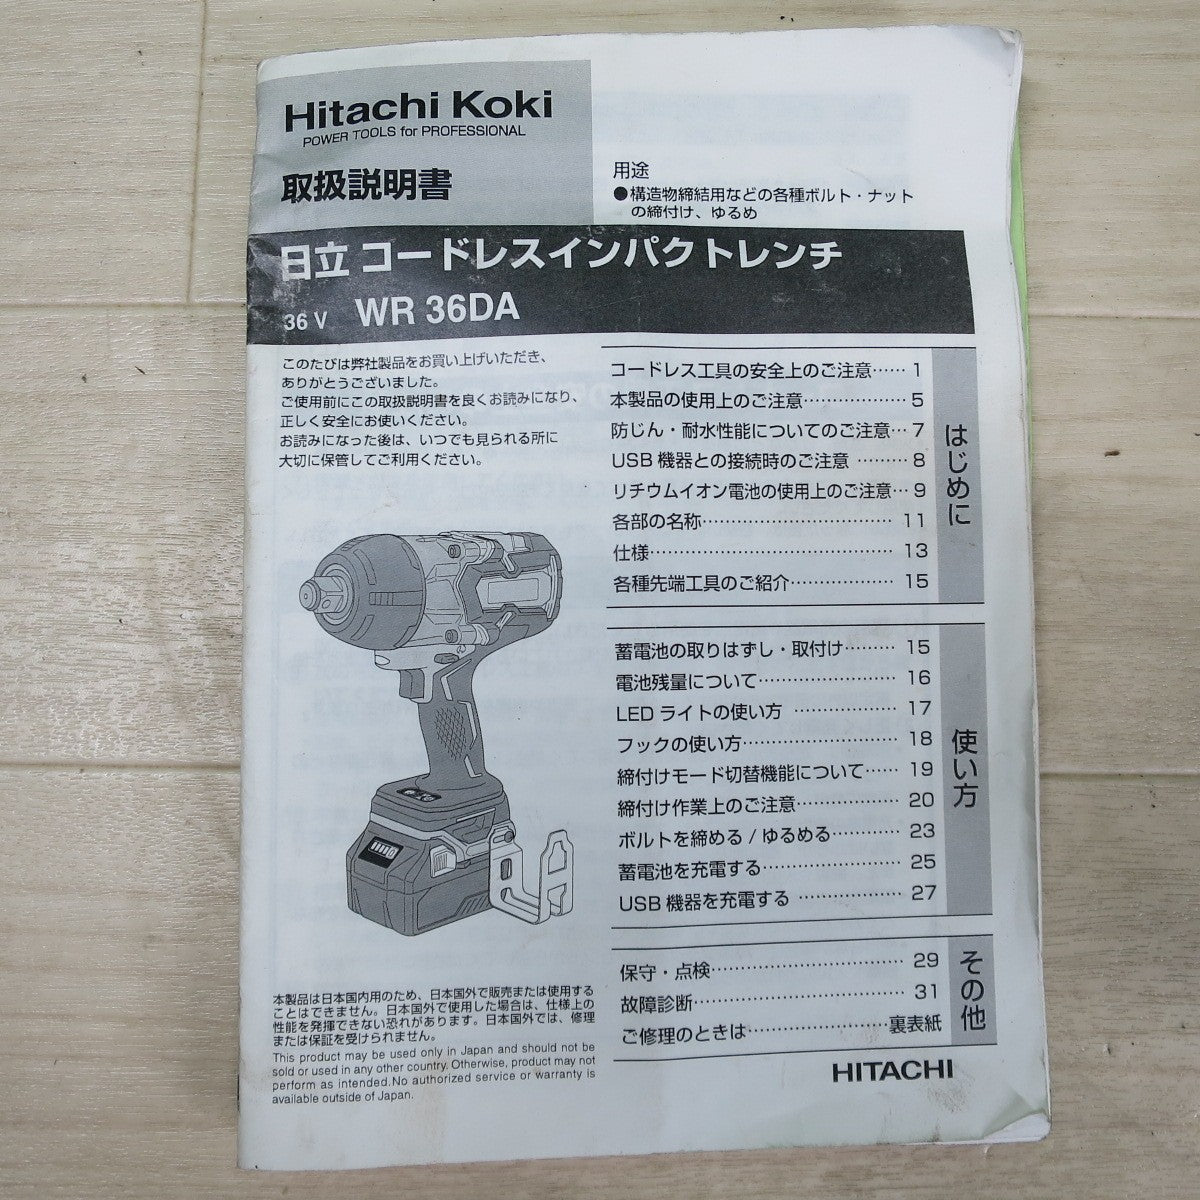 Hitachi Koki
POWER TOOLS for PROFESSIONAL
取扱説明書
用途
●構造物締結用などの各種ボルト・ナット
の締付け、ゆるめ
日立 コードレスインパクトレンチ
36 V WR 36DA
このたびは弊社製品をお買い上げいただき、
ありがとうございました。
ご使用前にこの取扱説明書を良くお読みになり、
正しく安全にお使いください。
お読みになった後は、いつでも見られる所に
大切に保管してご利用ください。
はじめに
コードレス工具の安全上のご注意…… 1
本製品の使用上のご注意……………… 5
防じん・耐水性能についてのご注意… 7
USB 機器との接続時のご注意 ……… 8
リチウムイオン電池の使用上のご注意… 9
各部の名称…………………………… 11
仕様…………………………………… 13
各種先端工具のご紹介……………… 15
使い方
蓄電池の取りはずし・取付け……… 15
電池残量について…………………… 16
LED ライトの使い方 ……………… 17
フックの使い方……………………… 18
締付けモード切替機能について…… 19
締付け作業上のご注意……………… 20
ボルトを締める / ゆるめる………… 23
蓄電池を充電する…………………… 25
USB 機器を充電する ……………… 27
その他
保守・点検…………………………… 29
故障診断……………………………… 31
ご修理のときは…………………裏表紙
本製品は日本国内用のため、日本国外で販売または使用する
ことはできません。日本国外で使用した場合は、仕様上の
性能を発揮できない恐れがあります。日本国外では、修理
または保証を受けられません。
This product may be used only in Japan and should not be
sold or used in any other country. Otherwise, product may not
perform as intended.No authorized service or warranty is
available outside of Japan.
HITACHI